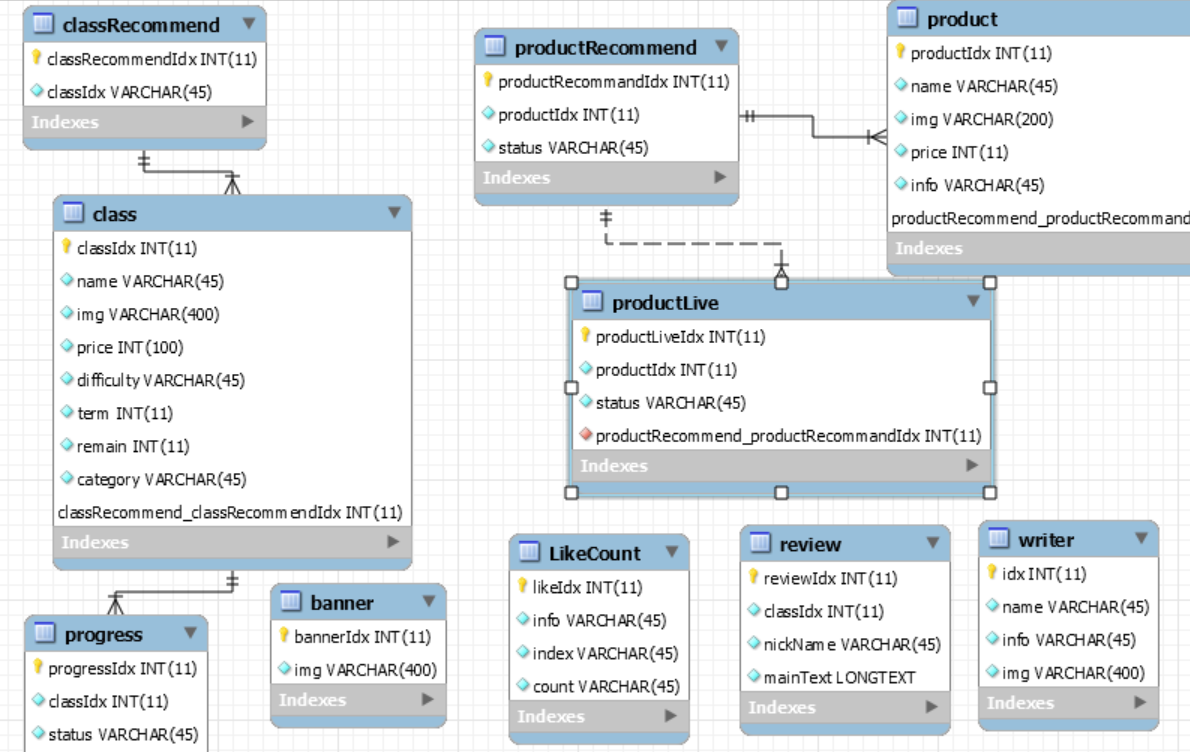 classRecommend
classRecommendIdx INT(11)
classIdx VARCHAR(45)
Indexes
productRecommend
productRecommandIdx INT(11)
productIdx INT(11)
status VARCHAR(45)
Indexes
product
productIdx INT(11)
name VARCHAR(45)
img VARCHAR(200)
price INT(11)
info VARCHAR(45)
productRecommend_productRecommand
Indexes
class
classIdx INT(11)
name VARCHAR(45)
img VARCHAR(400)
price INT(100)
difficulty VARCHAR(45)
term INT(11)
remain INT(11)
category VARCHAR(45)
classRecommend_classRecommendIdx INT(11)
Indexes
productLive
productLiveIdx INT(11)
productIdx INT(11)
status VARCHAR(45)
productRecommend_productRecommandIdx INT(11)
Indexes
progress
progressIdx INT(11)
classIdx INT(11)
status VARCHAR(45)
banner
bannerIdx INT(11)
img VARCHAR(400)
Indexes
LikeCount
likeIdx INT(11)
info VARCHAR(45)
index VARCHAR(45)
count VARCHAR(45)
Indexes
review
reviewIdx INT(11)
classIdx INT(11)
nickName VARCHAR(45)
mainText LONGTEXT
Indexes
writer
idx INT(11)
name VARCHAR(45)
info VARCHAR(45)
img VARCHAR(400)
Indexes